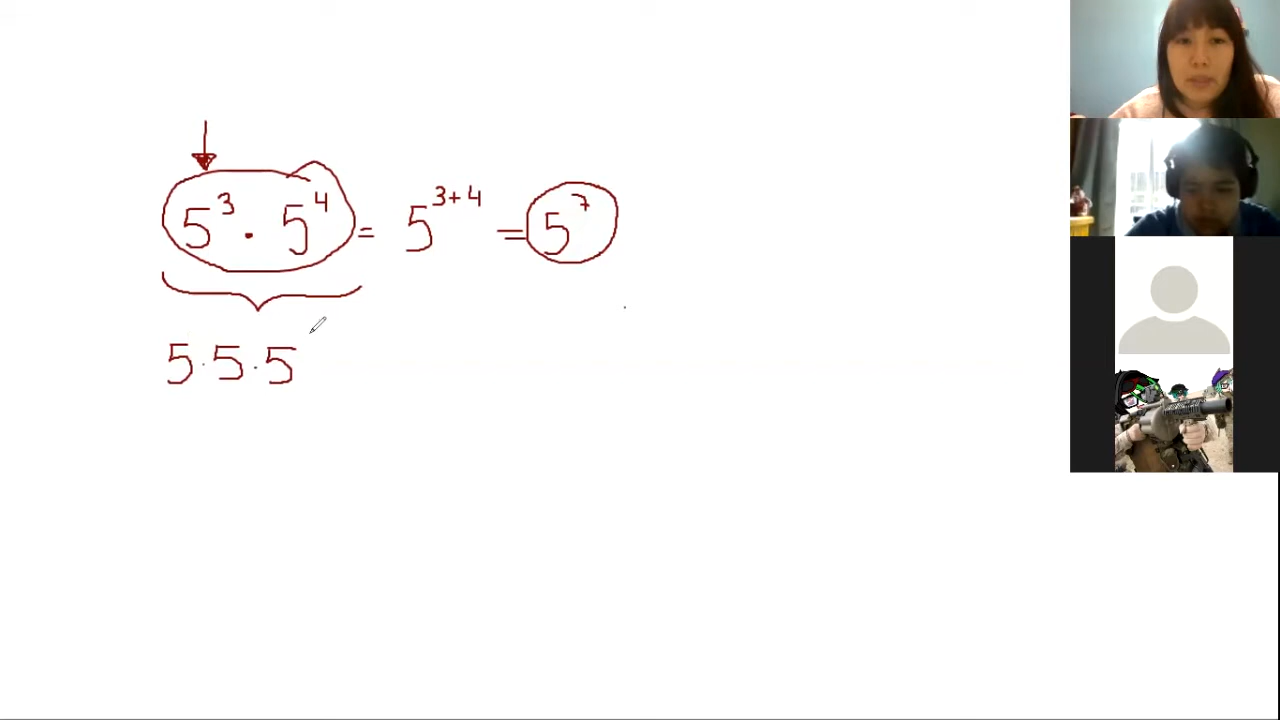 5³ · 5⁴ = 5³⁺⁴ = 5⁷
5 · 5 · 5